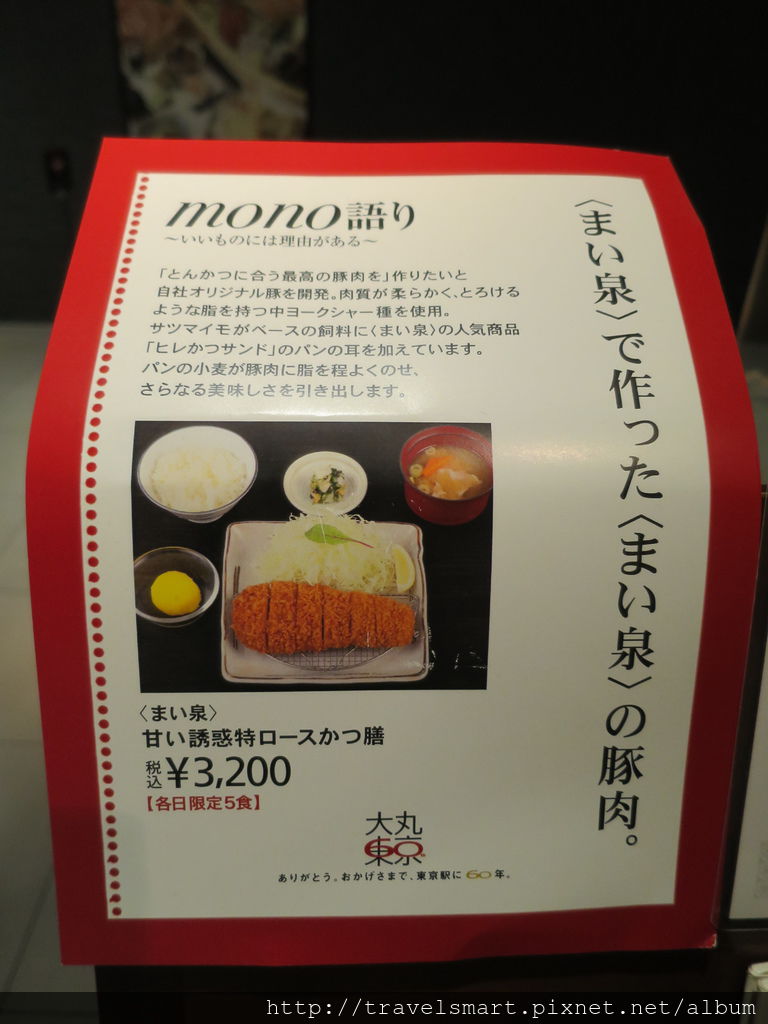 mono語り
～いいものには理由がある～
〈まい泉〉で作った〈まい泉〉の豚肉。
「とんかつに合う最高の豚肉を」作りたいと
自社オリジナル豚を開発。肉質が柔らかく、とろける
ような脂を持つ中ヨークシャー種を使用。
サツマイモがベースの飼料に〈まい泉〉の人気商品
「ヒレかつサンド」のパンの耳を加えています。
パンの小麦が豚肉に脂を程よくのせ、
さらなる美味しさを引き出します。
〈まい泉〉
甘い誘惑特ロースかつ膳
税込¥3,200
【各日限定5食】
大丸
東京
60
ありがとう。おかげさまで、東京駅に60年。
http://travelsmart.pixnet.net/album